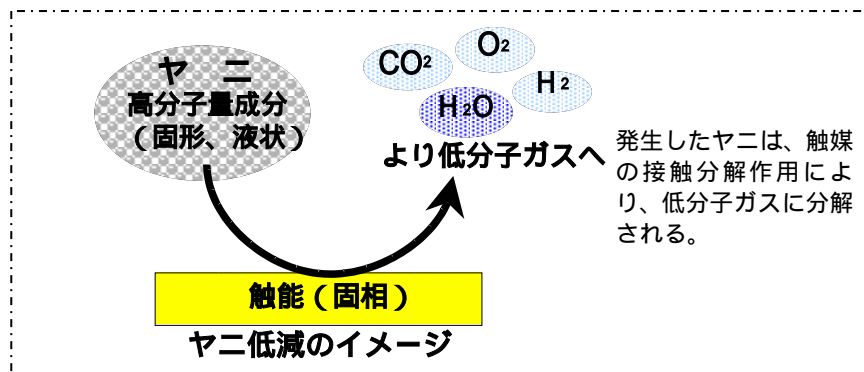 ヤ ニ
高分子量成分
（固形、液状）
CO2
O2
H2
H2O
より低分子ガスへ
発生したヤニは、触媒
の接触分解作用によ
り、低分子ガスに分解
される。
触能（固相）
ヤニ低減のイメージ